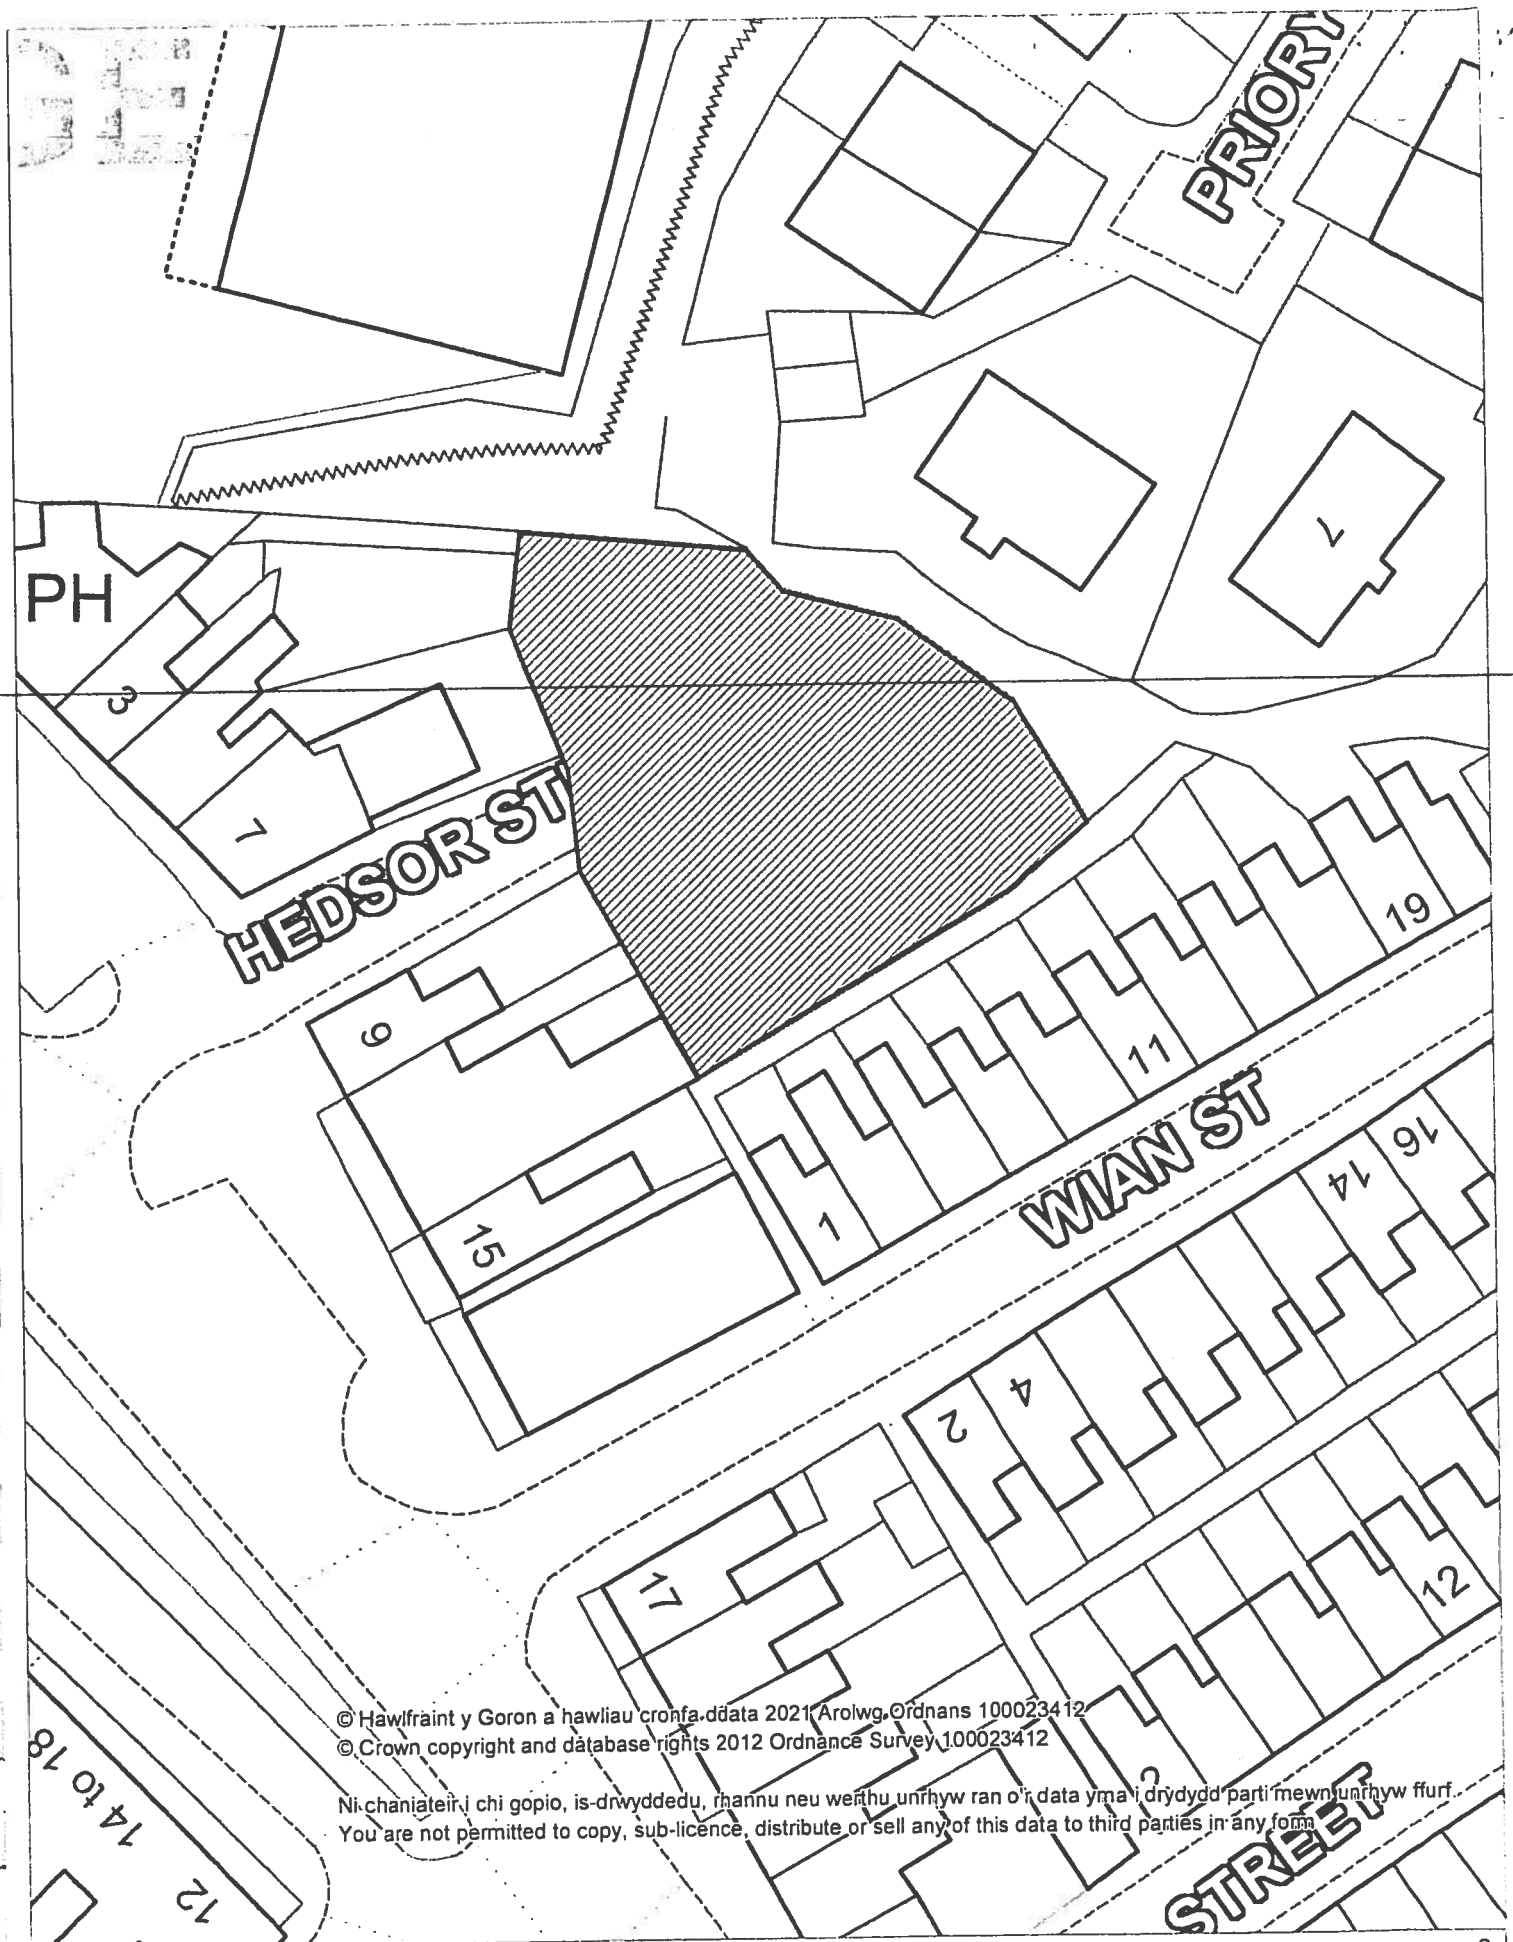 PRIORY
PH
3
7
7
HEDSOR ST
9
19
11
WIAN ST
16
14
1
15
4
2
17
12
© Hawlfraint y Goron a hawliau cronfa ddata 2021 Arolwg Ordnans 100023412
© Crown copyright and database rights 2012 Ordnance Survey 100023412
Ni chaniateir i chi gopio, is-drwyddedu, rhannu neu werthu unrhyw ran o'r data yma i drydydd parti mewn unrhyw ffurf.
You are not permitted to copy, sub-licence, distribute or sell any of this data to third parties in any form
14 to 18
12
STREET